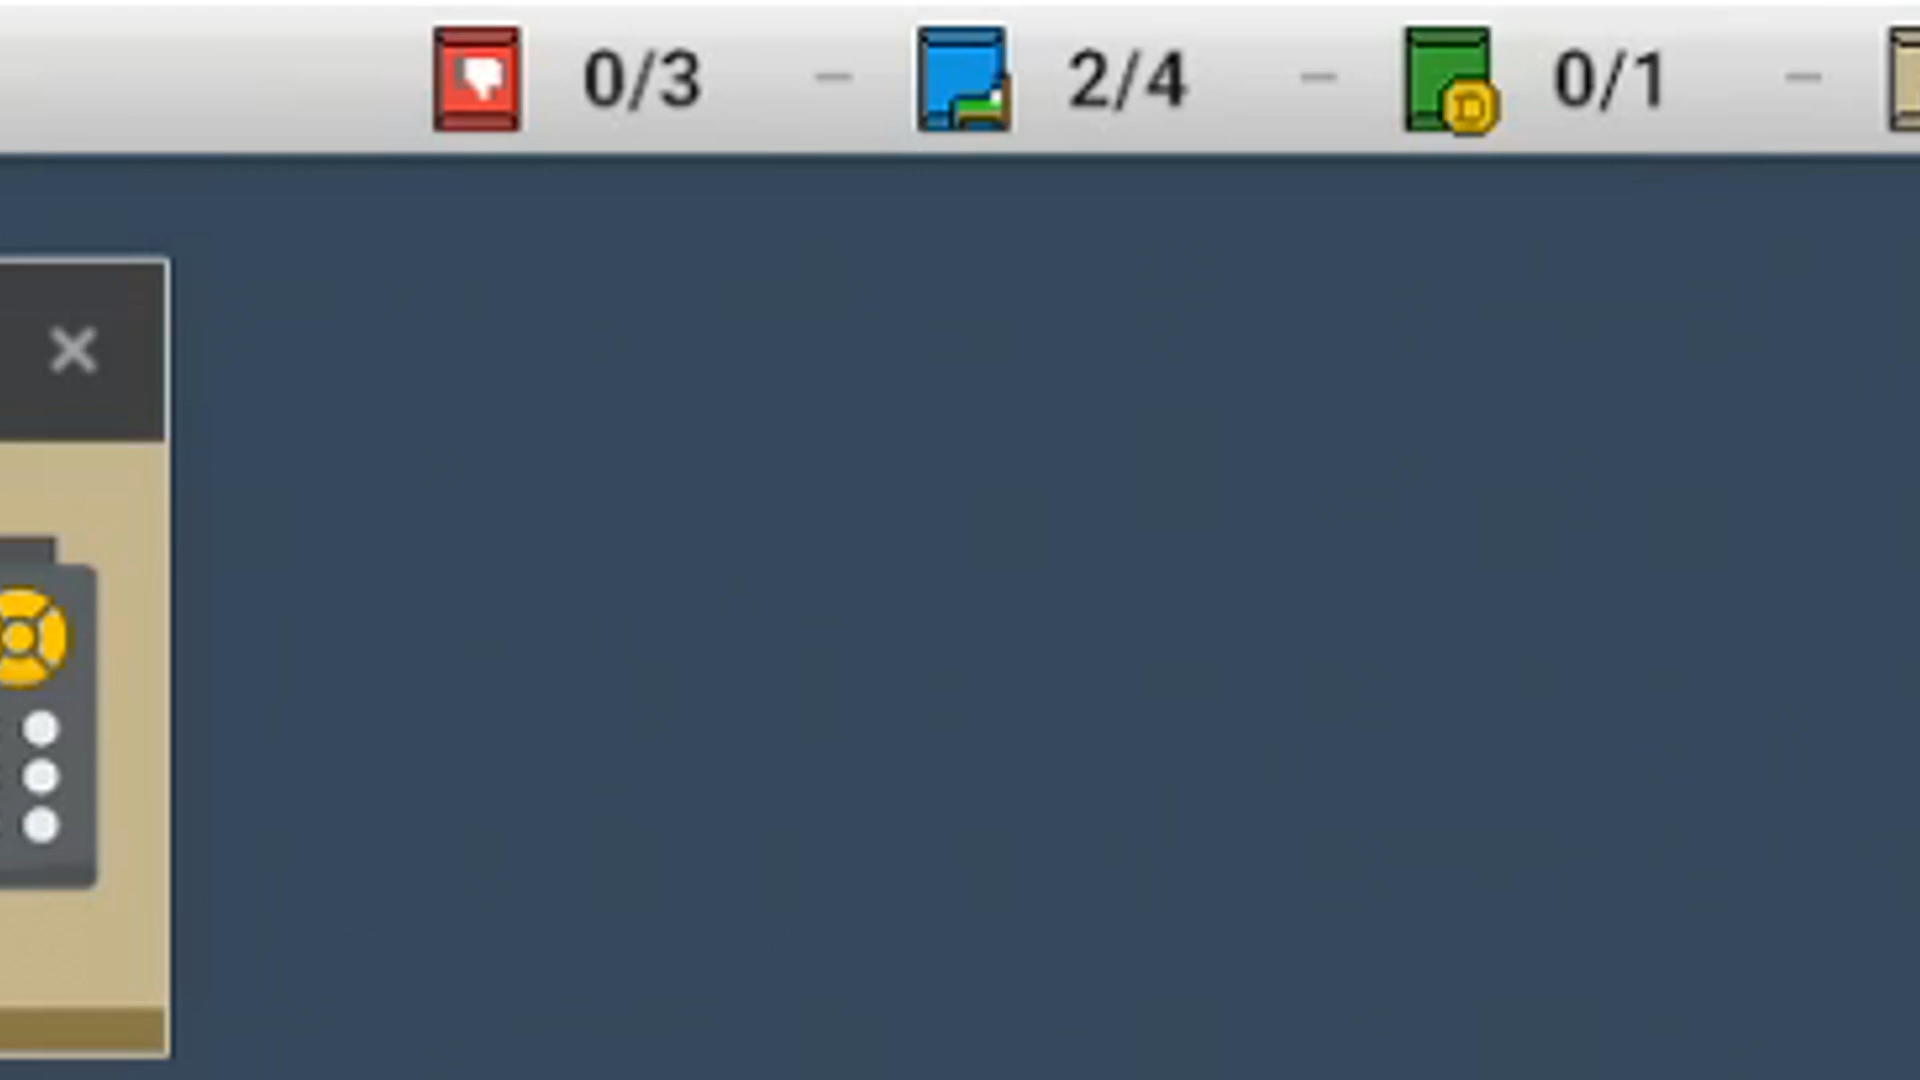 0/3 – 2/4 – 0/1 –